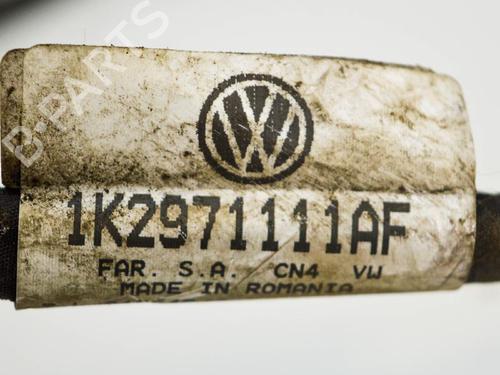 B-PARTS
1K2971111AF
FAR. S.A. CN4 VW
MADE IN ROMANIA